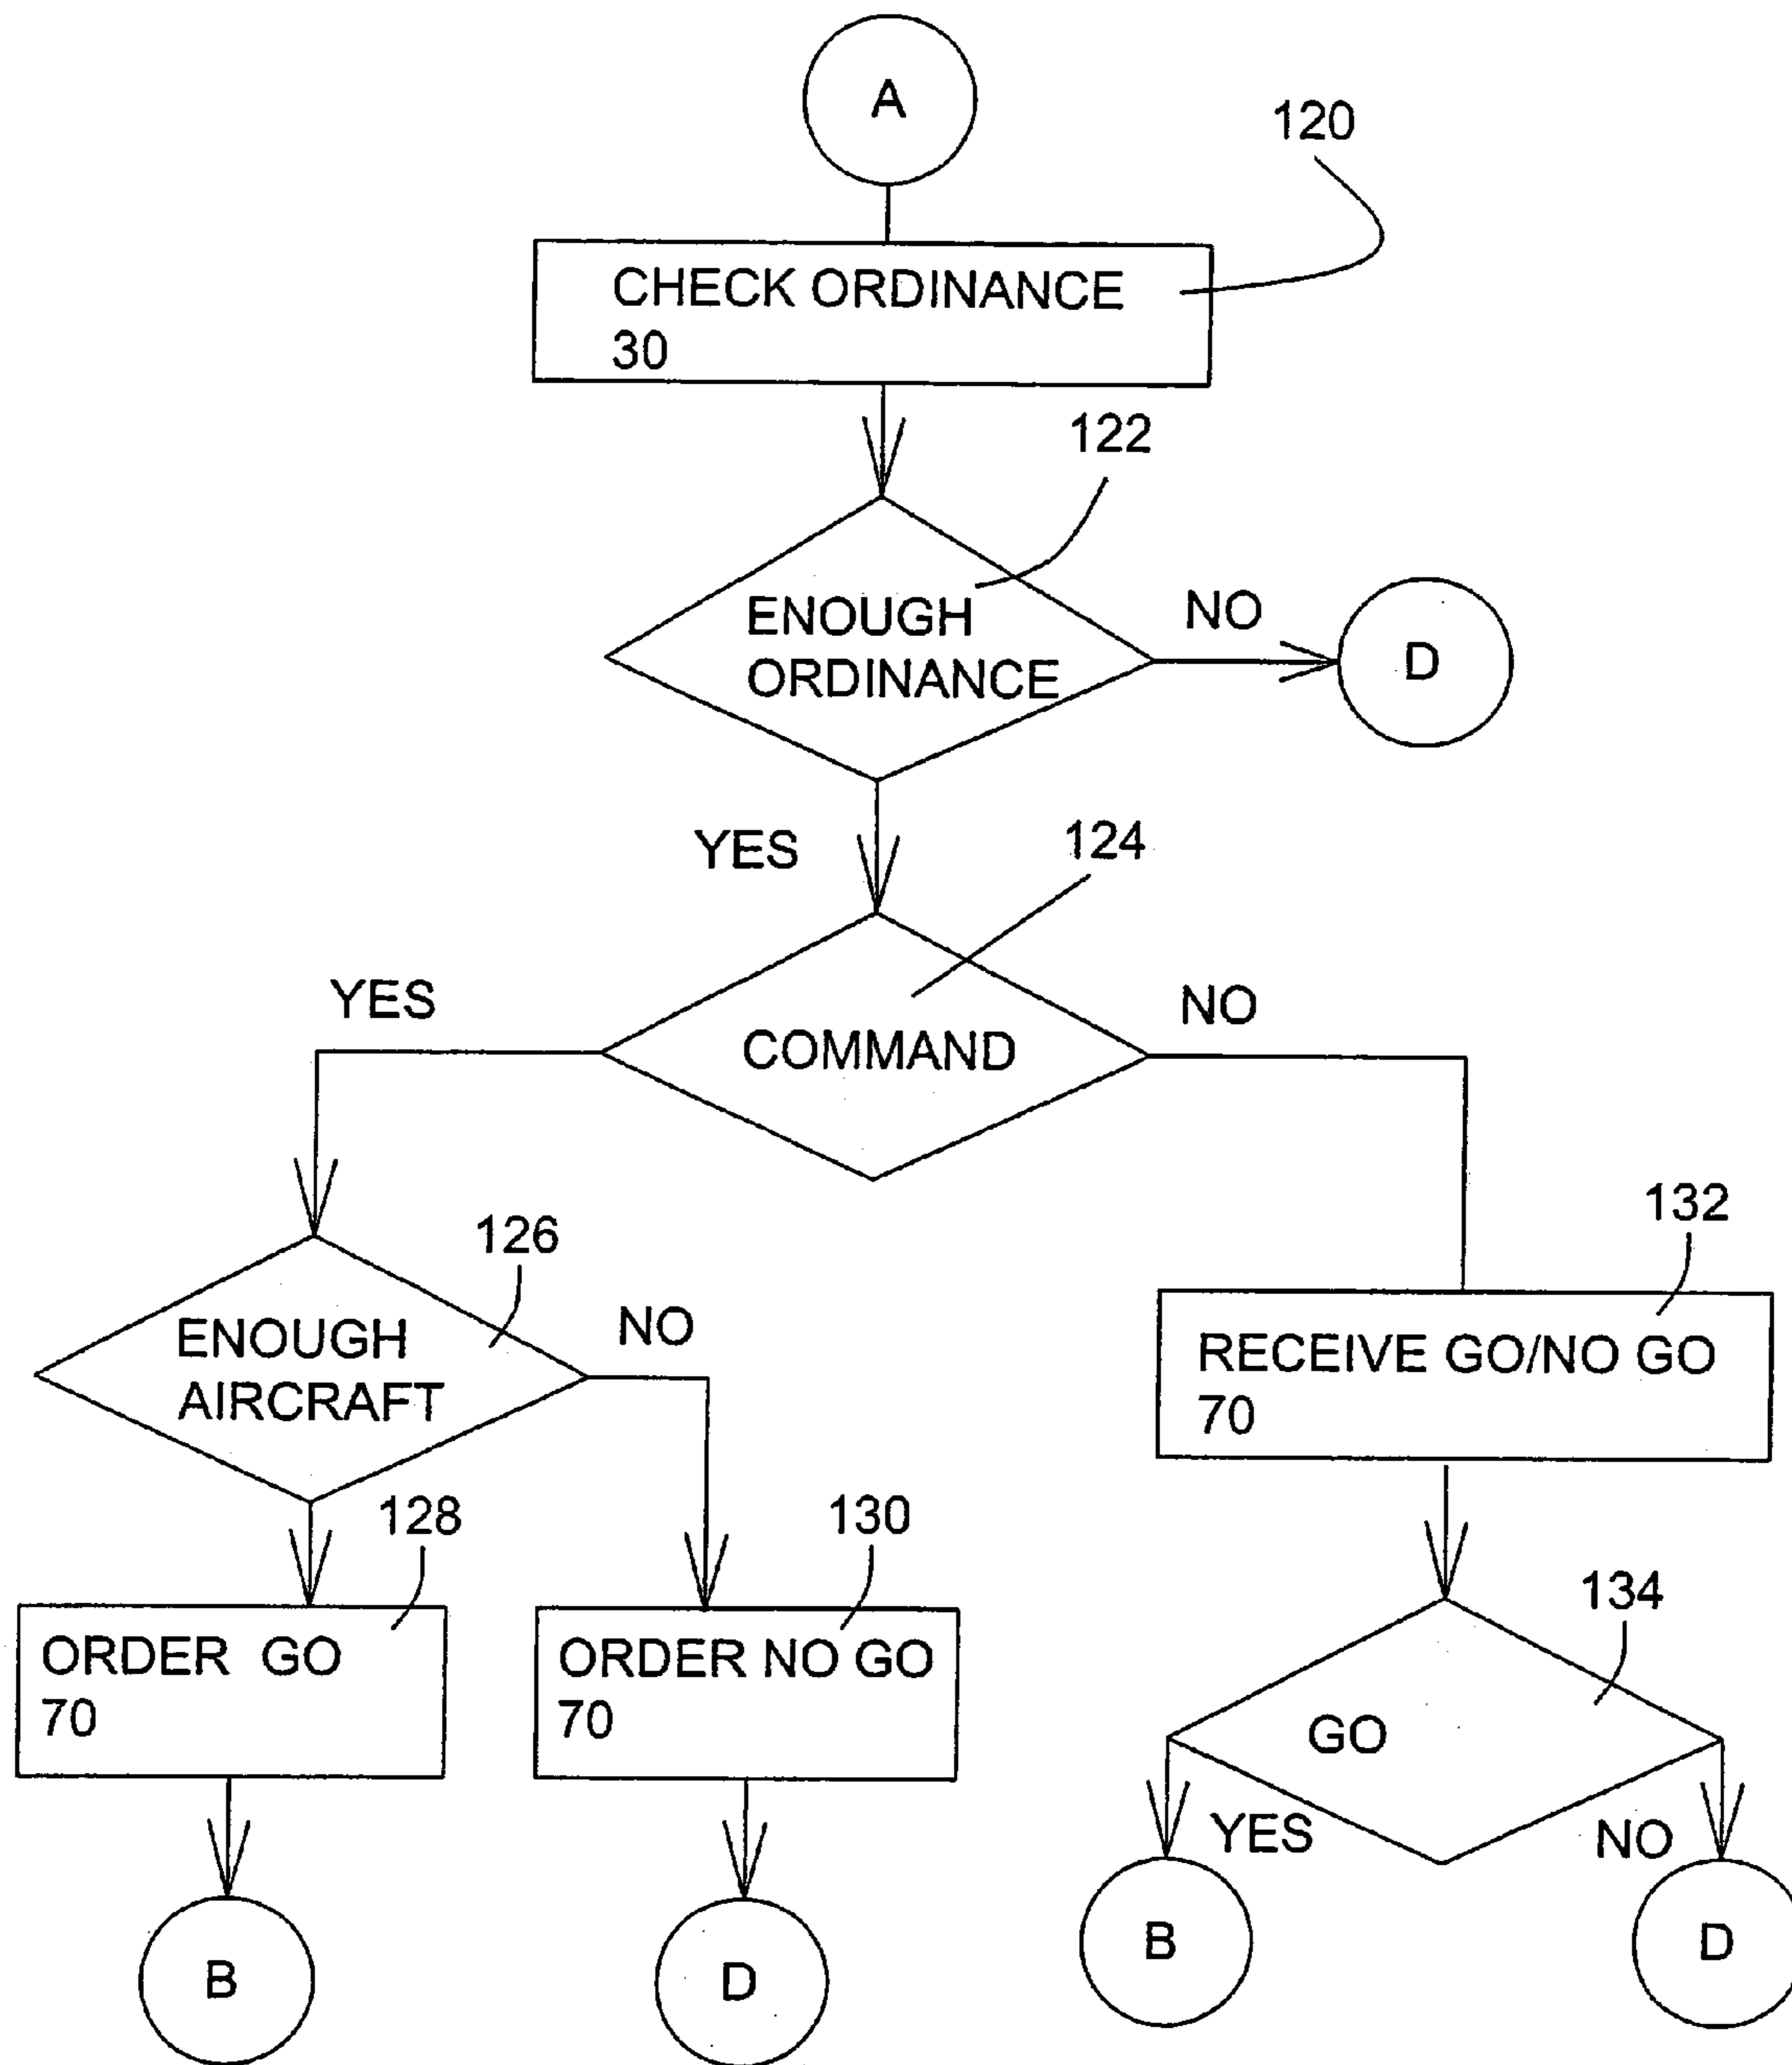 A
120
CHECK ORDINANCE
30
122
ENOUGH
ORDINANCE
NO
D
YES
124
YES
NO
COMMAND
126
132
ENOUGH
AIRCRAFT
NO
RECEIVE GO/NO GO
70
128
130
134
ORDER GO
70
ORDER NO GO
70
GO
YES
NO
B
D
B
D